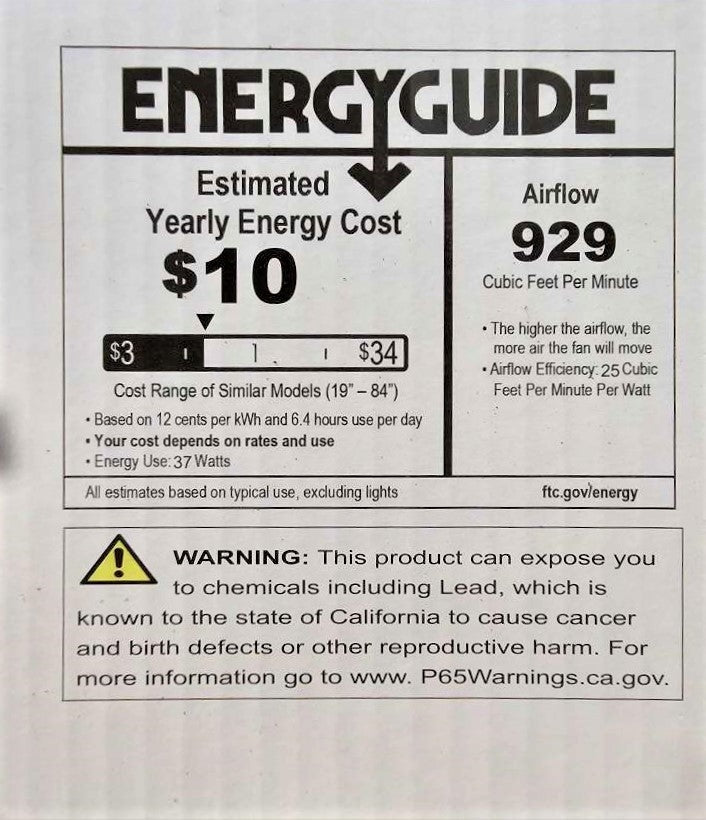 ENERGYGUIDE
Estimated
Yearly Energy Cost
$10
$3 $34
Cost Range of Similar Models (19” – 84”)
• Based on 12 cents per kWh and 6.4 hours use per day
• Your cost depends on rates and use
• Energy Use: 37 Watts
Airflow
929
Cubic Feet Per Minute
• The higher the airflow, the
more air the fan will move
• Airflow Efficiency: 25 Cubic
Feet Per Minute Per Watt
All estimates based on typical use, excluding lights
ftc.gov/energy
WARNING: This product can expose you
to chemicals including Lead, which is
known to the state of California to cause cancer
and birth defects or other reproductive harm. For
more information go to www. P65Warnings.ca.gov.